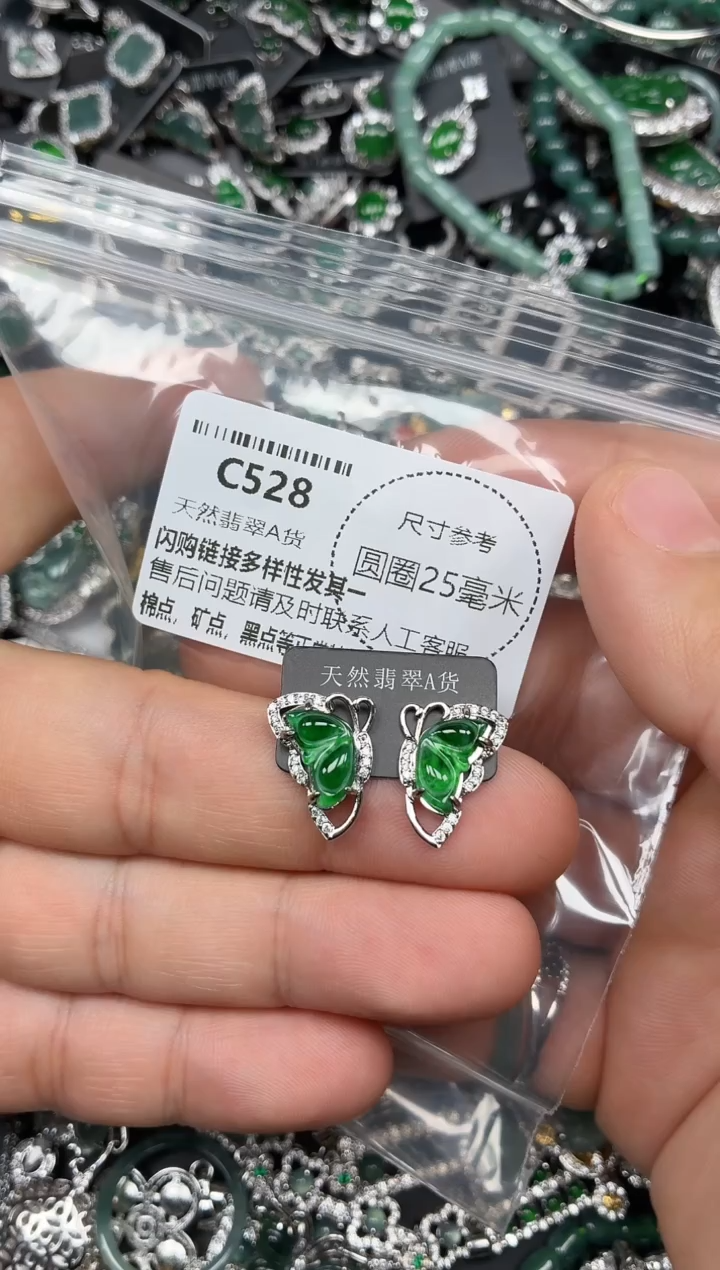 C528
天然翡翠A货
闪购链接多样性发其一
售后问题请及时联系人工客服
棉点，矿点，黑点等正
尺寸参考
圆圈25毫米
天然翡翠A货